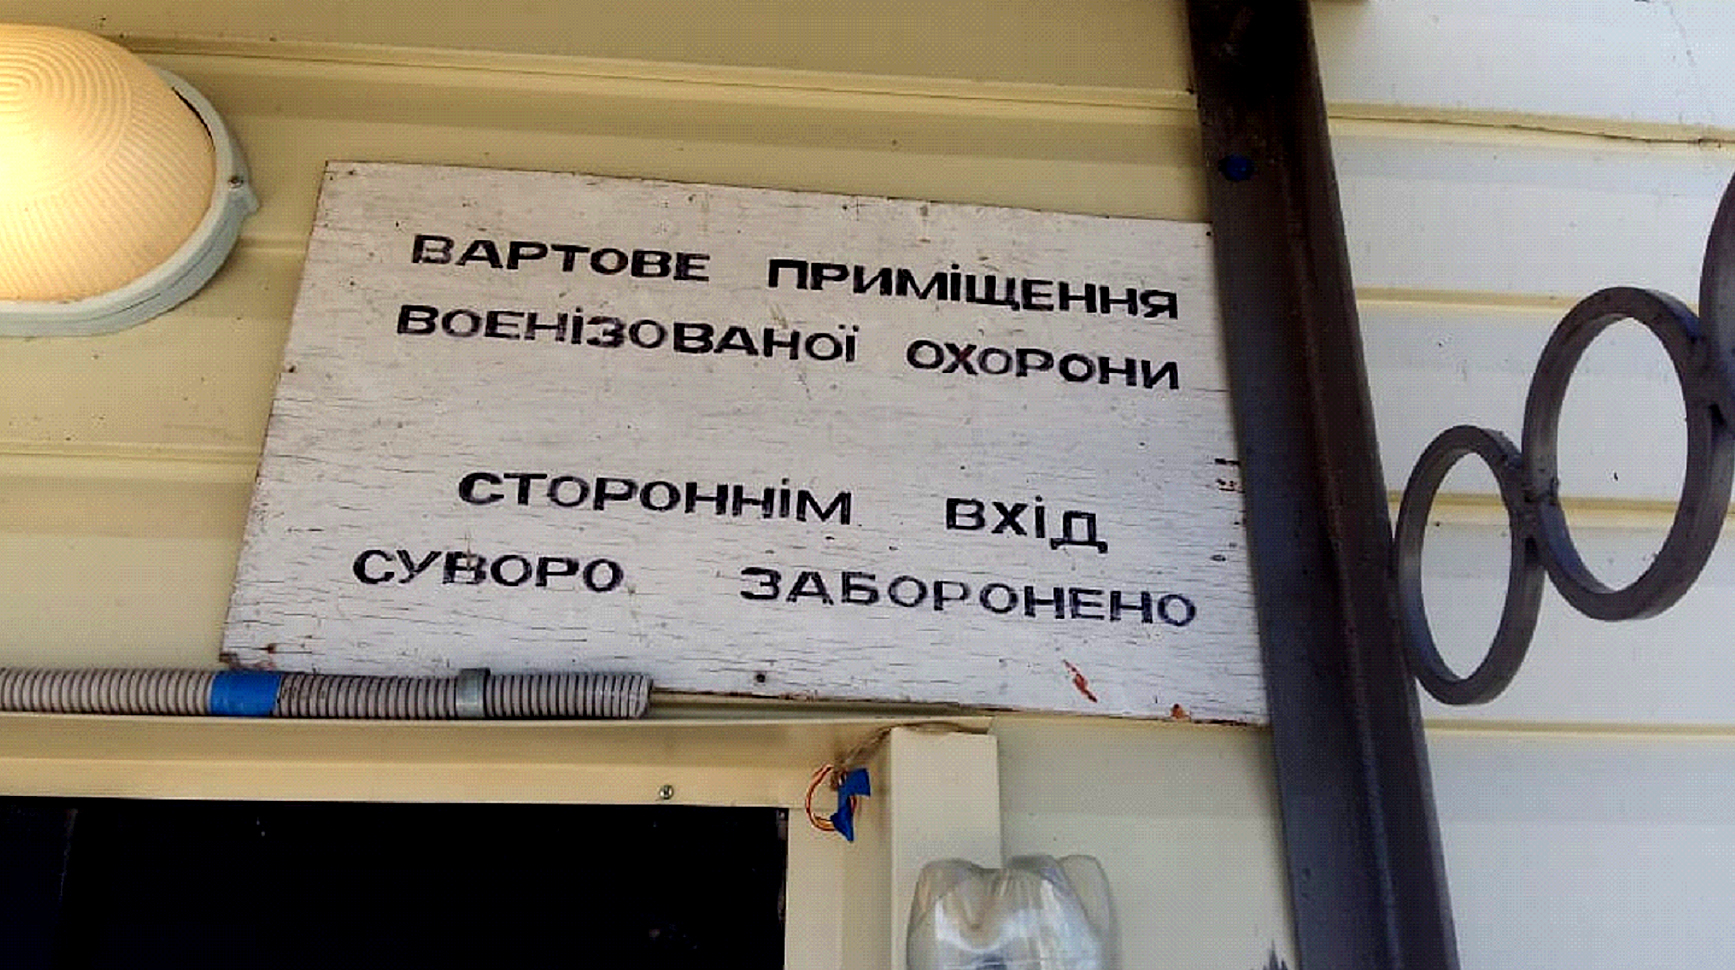 ВАРТОВЕ ПРИМІЩЕННЯ
ВОЕНІЗОВАНОЇ ОХОРОНИ
СТОРОННІМ ВХІД
СУВОРО ЗАБОРОНЕНО